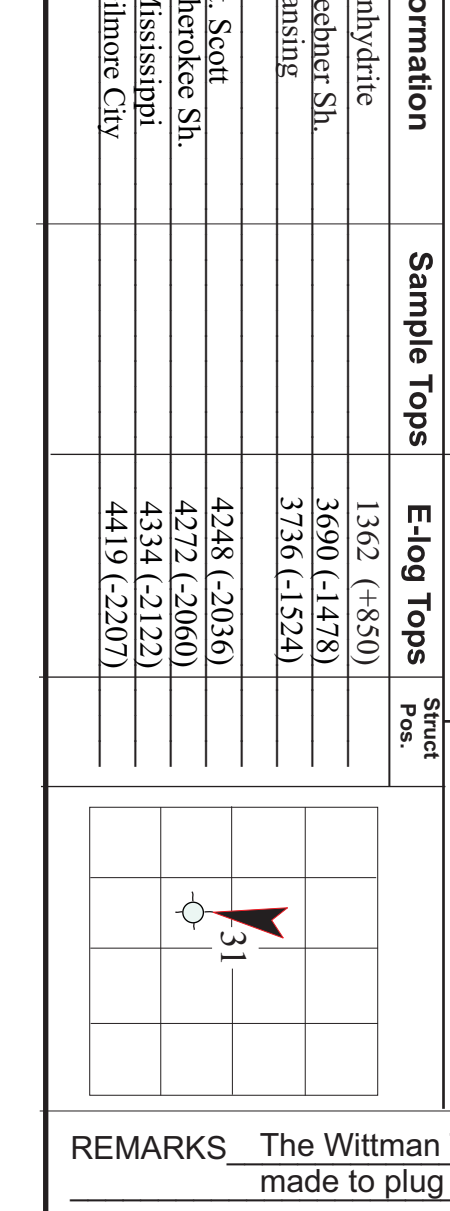 ormation Sample Tops E-log Tops Struct Pos.
nhydrite 1362 (+850)
eebner Sh. 3690 (-1478)
ansing 3736 (-1524)
. Scott 4248 (-2036)
herokee Sh. 4272 (-2060)
Mississippi 4334 (-2122)
ilmore City 4419 (-2207)
31
REMARKS The Wittman
made to plug